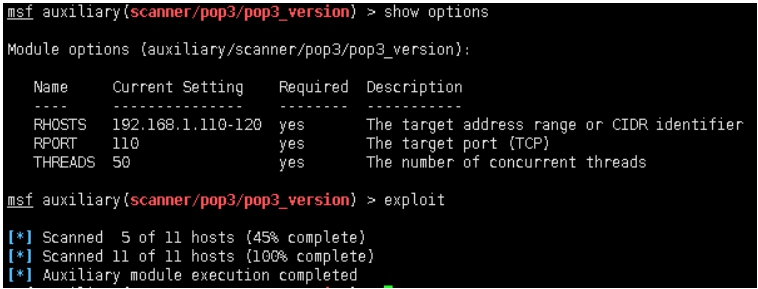 msf auxiliary(scanner/pop3/pop3_version) > show options
Module options (auxiliary/scanner/pop3/pop3_version):
Name Current Setting Required Description
---- --------------- -------- -----------
RHOSTS 192.168.1.110-120 yes The target address range or CIDR identifier
RPORT 110 yes The target port (TCP)
THREADS 50 yes The number of concurrent threads
msf auxiliary(scanner/pop3/pop3_version) > exploit
[*] Scanned 5 of 11 hosts (45% complete)
[*] Scanned 11 of 11 hosts (100% complete)
[*] Auxiliary module execution completed